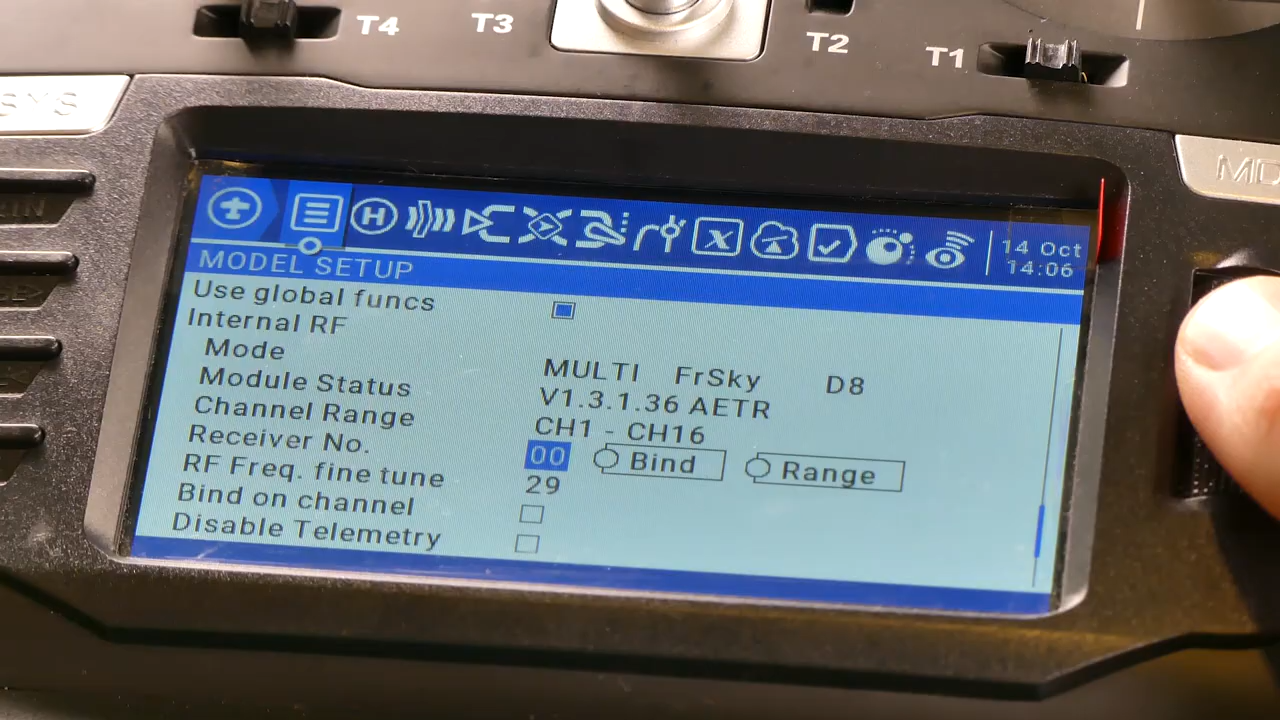 T4 T3 T2 T1
SYS
MD
14 Oct
14:06
MODEL SETUP
Use global funcs
Internal RF
Mode MULTI FrSky D8
Module Status V1.3.1.36 AETR
Channel Range CH1 - CH16
Receiver No. 00 Bind Range
RF Freq. fine tune 29
Bind on channel
Disable Telemetry